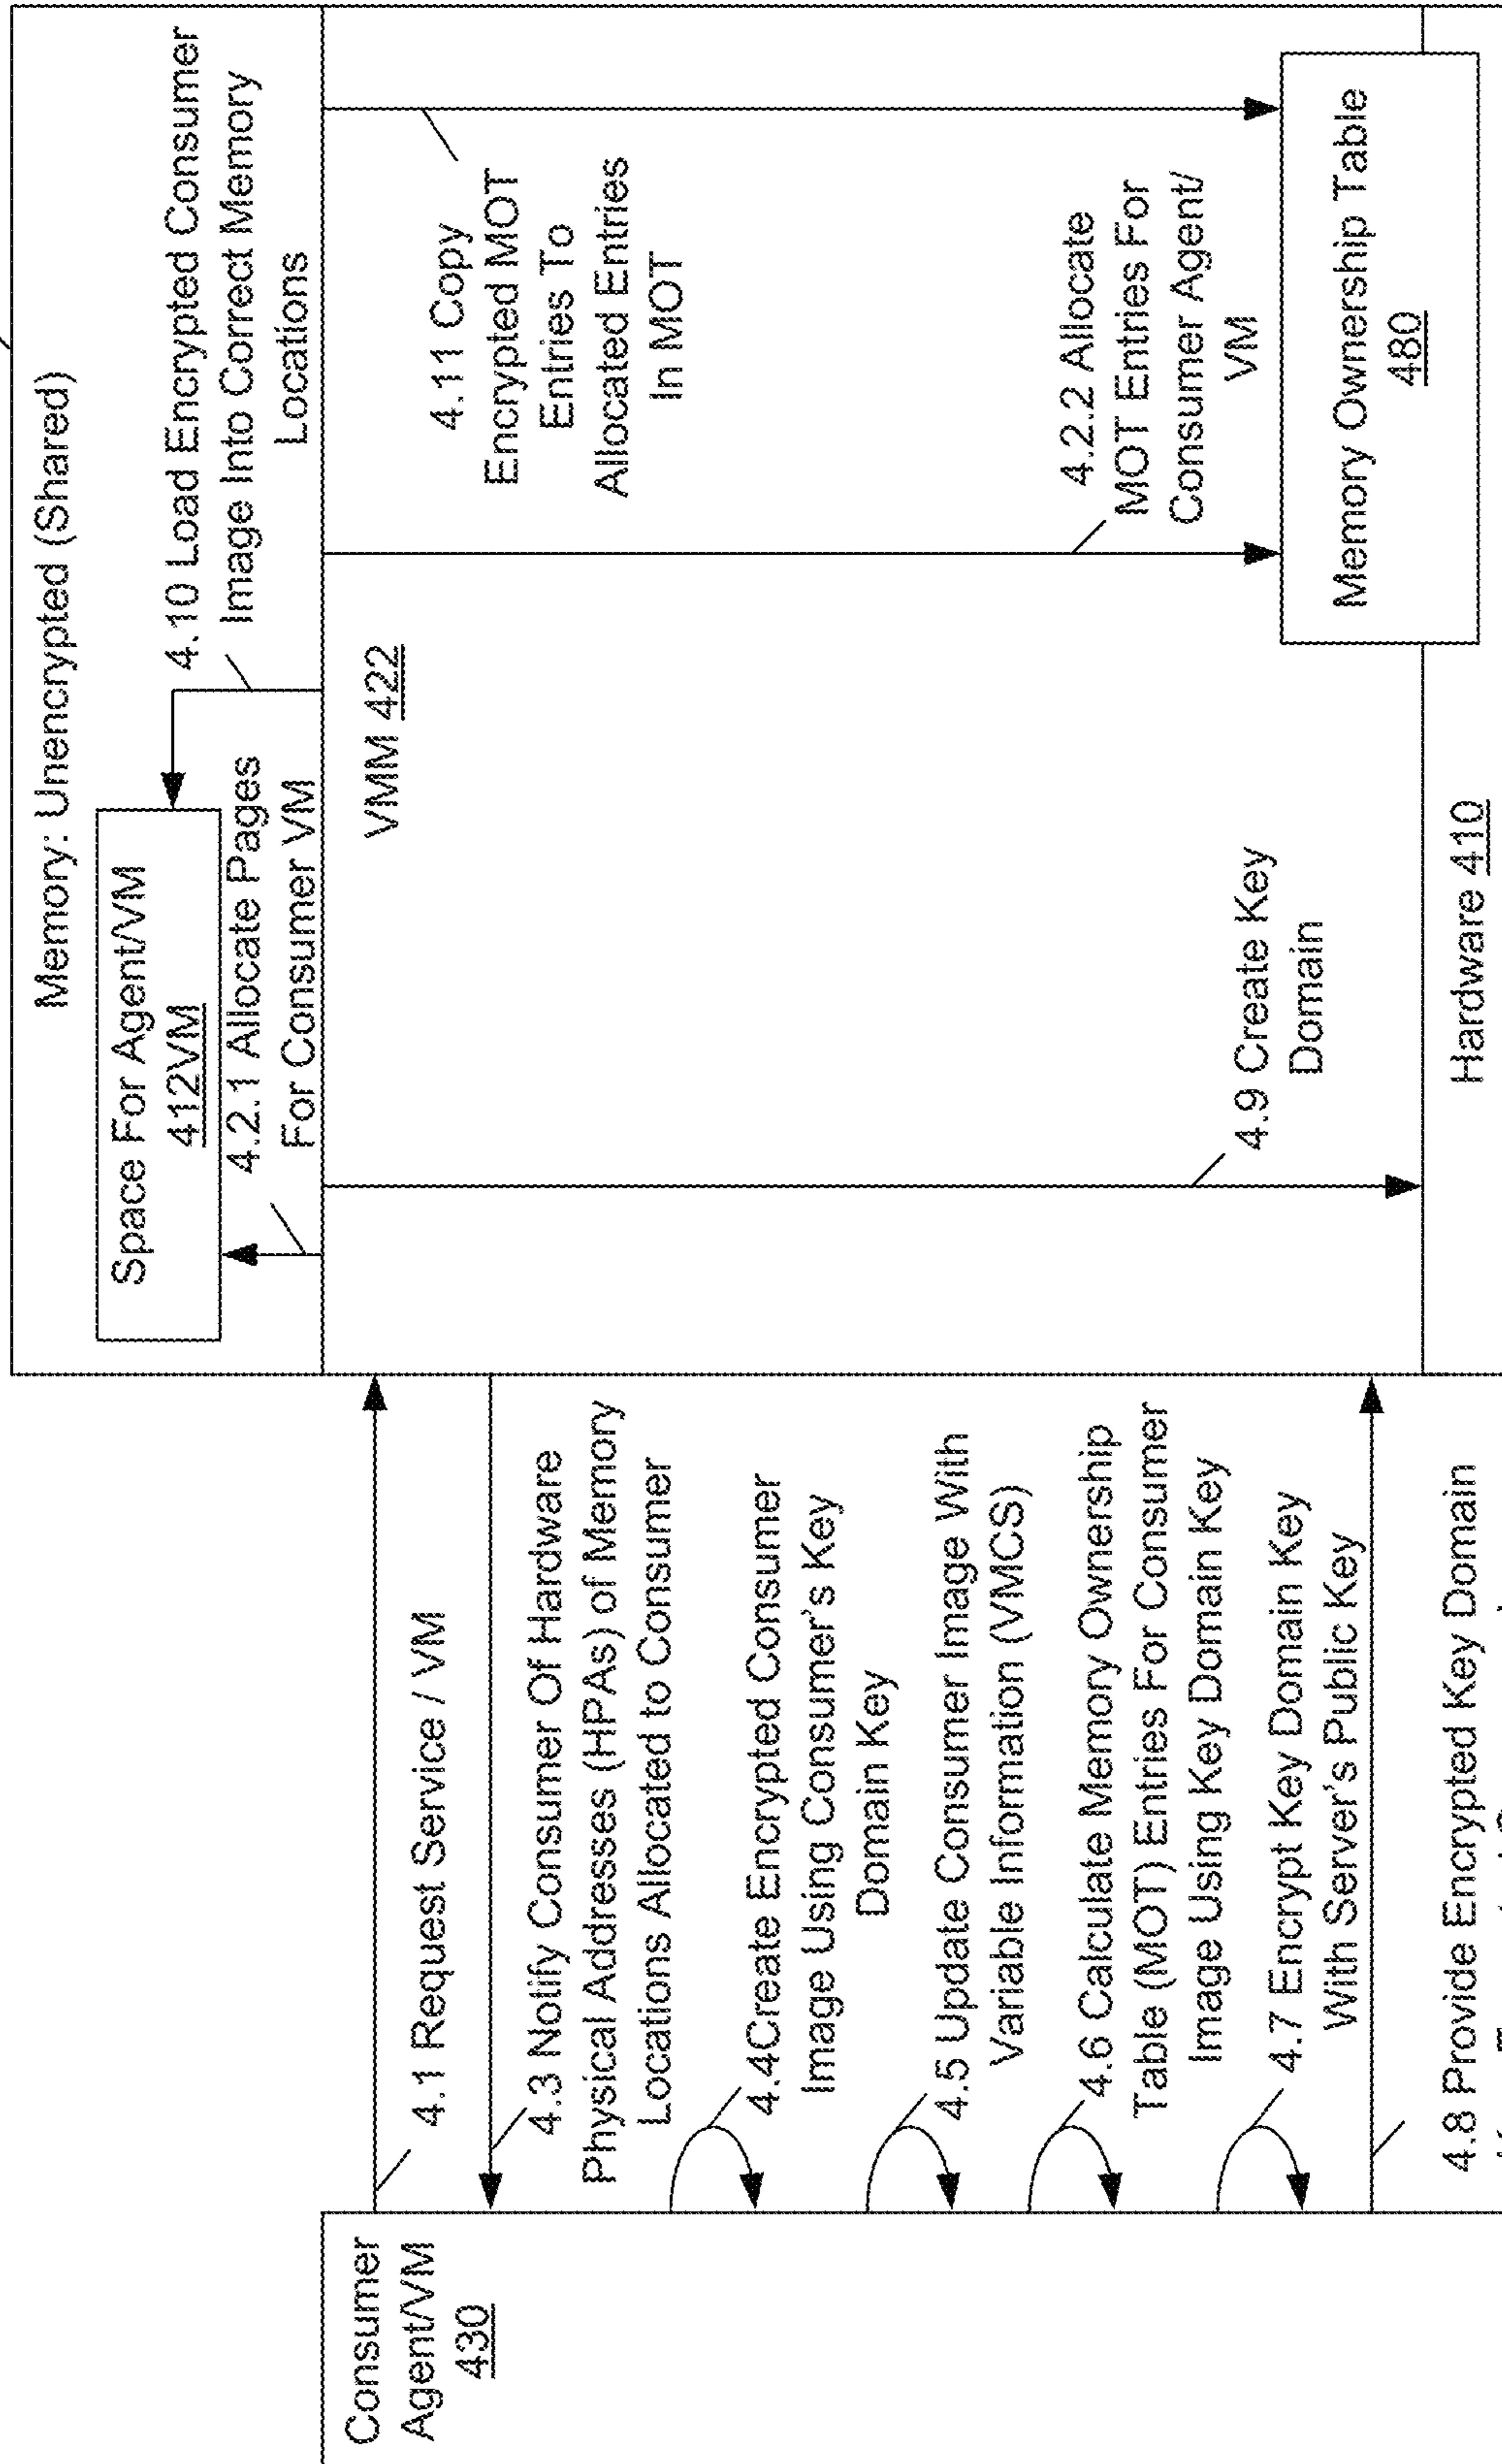 Consumer
Agent/VM
430
4.1 Request Service / VM
4.3 Notify Consumer Of Hardware
Physical Addresses (HPAs) of Memory
Locations Allocated to Consumer
4.4Create Encrypted Consumer
Image Using Consumer's Key
Domain Key
4.5 Update Consumer Image With
Variable Information (VMCS)
4.6 Calculate Memory Ownership
Table (MOT) Entries For Consumer
Image Using Key Domain Key
4.7 Encrypt Key Domain Key
With Server's Public Key
4.8 Provide Encrypted Key Domain
Memory: Unencrypted (Shared)
Space For Agent/VM
412VM
4.2.1 Allocate Pages
For Consumer VM
4.10 Load Encrypted Consumer
Image Into Correct Memory
Locations
VMM 422
4.11 Copy
Encrypted MOT
Entries To
Allocated Entries
In MOT
4.2.2 Allocate
MOT Entries For
Consumer Agent/
VM
4.9 Create Key
Domain
Memory Ownership Table
480
Hardware 410